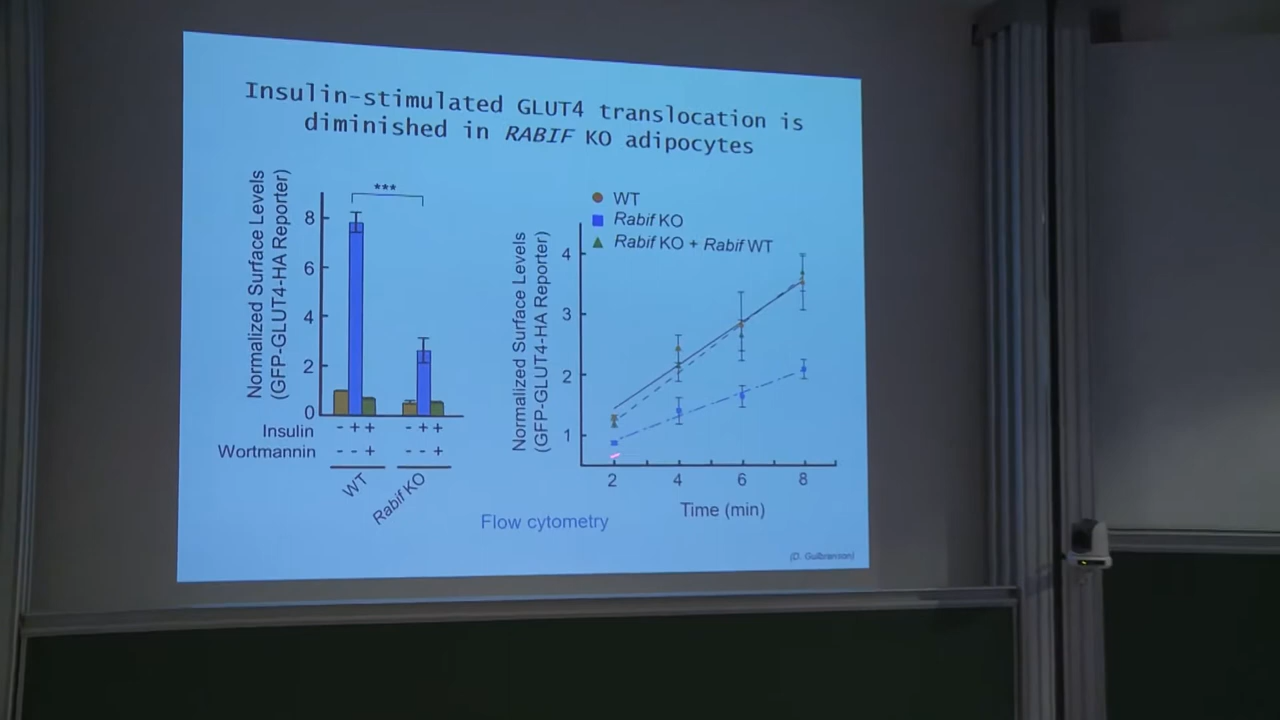 Insulin-stimulated GLUT4 translocation is
diminished in RABIF KO adipocytes
Normalized Surface Levels
(GFP-GLUT4-HA Reporter)
***
8
6
4
2
0
Insulin - + + - + +
Wortmannin - - + - - +
WT
Rabif KO
WT
Rabif KO
Rabif KO + Rabif WT
Normalized Surface Levels
(GFP-GLUT4-HA Reporter)
4
3
2
1
2 4 6 8
Time (min)
Flow cytometry
(D. Gulbranson)